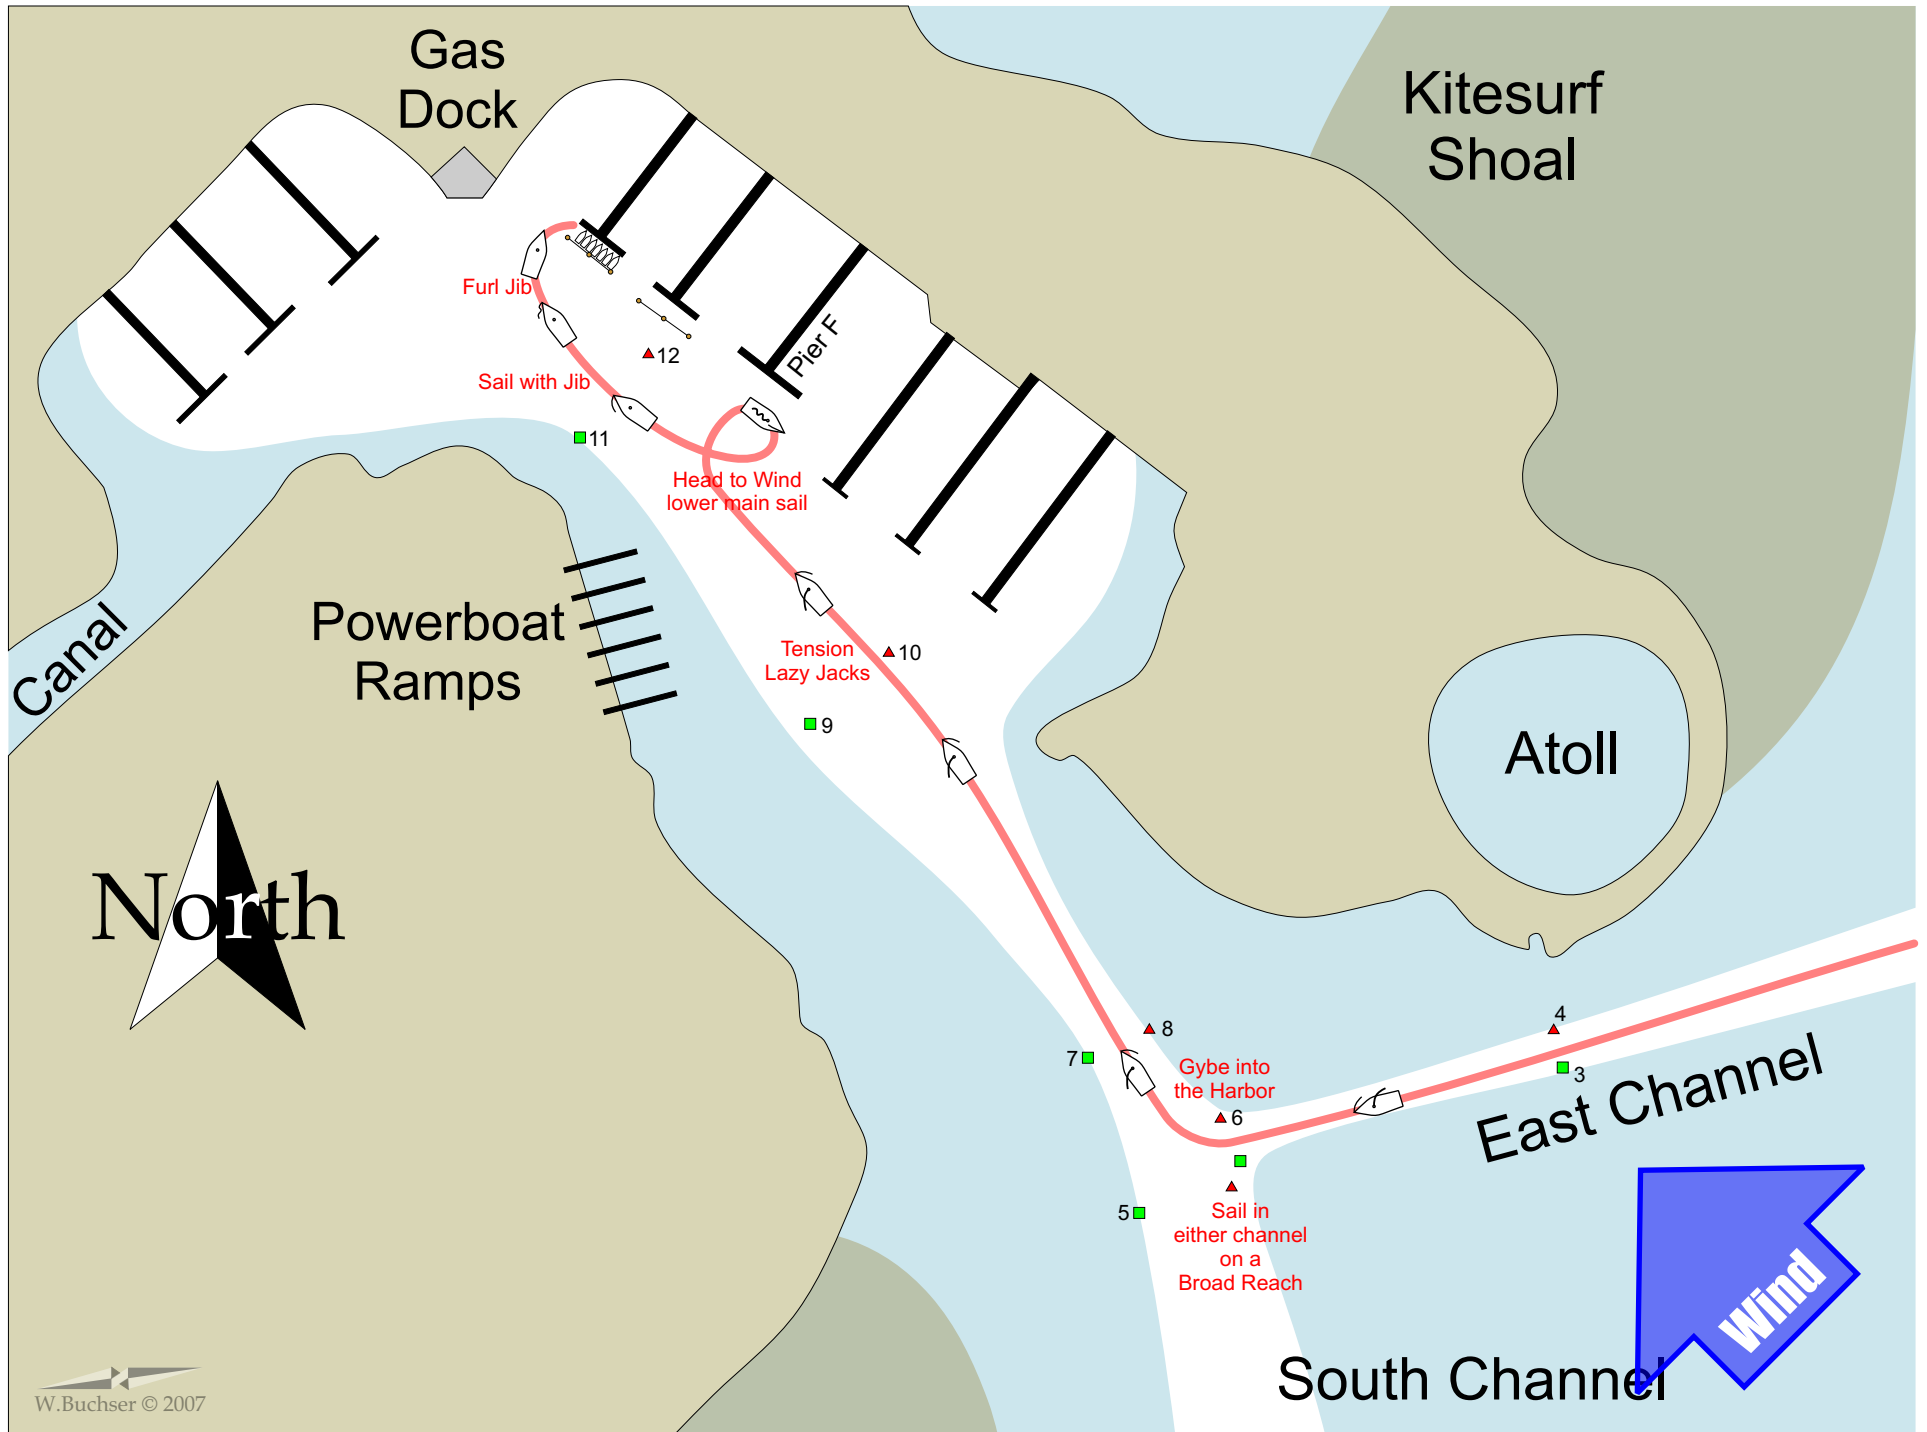 Gas
Dock
Kitesurf
Shoal
Furl Jib
Pier F
12
Sail with Jib
11
Head to Wind
lower main sail
Powerboat
Ramps
Canal
Tension
Lazy Jacks
10
9
Atoll
North
8
7
4
3
Gybe into
the Harbor
6
East Channel
5
Sail in
either channel
on a
Broad Reach
Wind
South Channel
W.Buchser © 2007